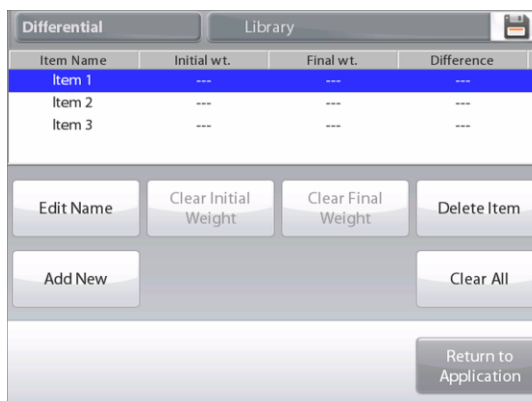 Differential Library
Item Name Initial wt. Final wt. Difference
Item 1 --- --- ---
Item 2 --- --- ---
Item 3 --- --- ---
Edit Name Clear Initial Weight Clear Final Weight Delete Item
Add New Clear All
Return to
Application